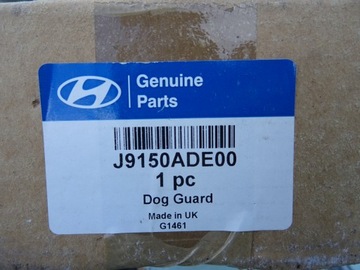 Genuine
Parts
J9150ADE00
1 pc
Dog Guard
Made in UK
G1461